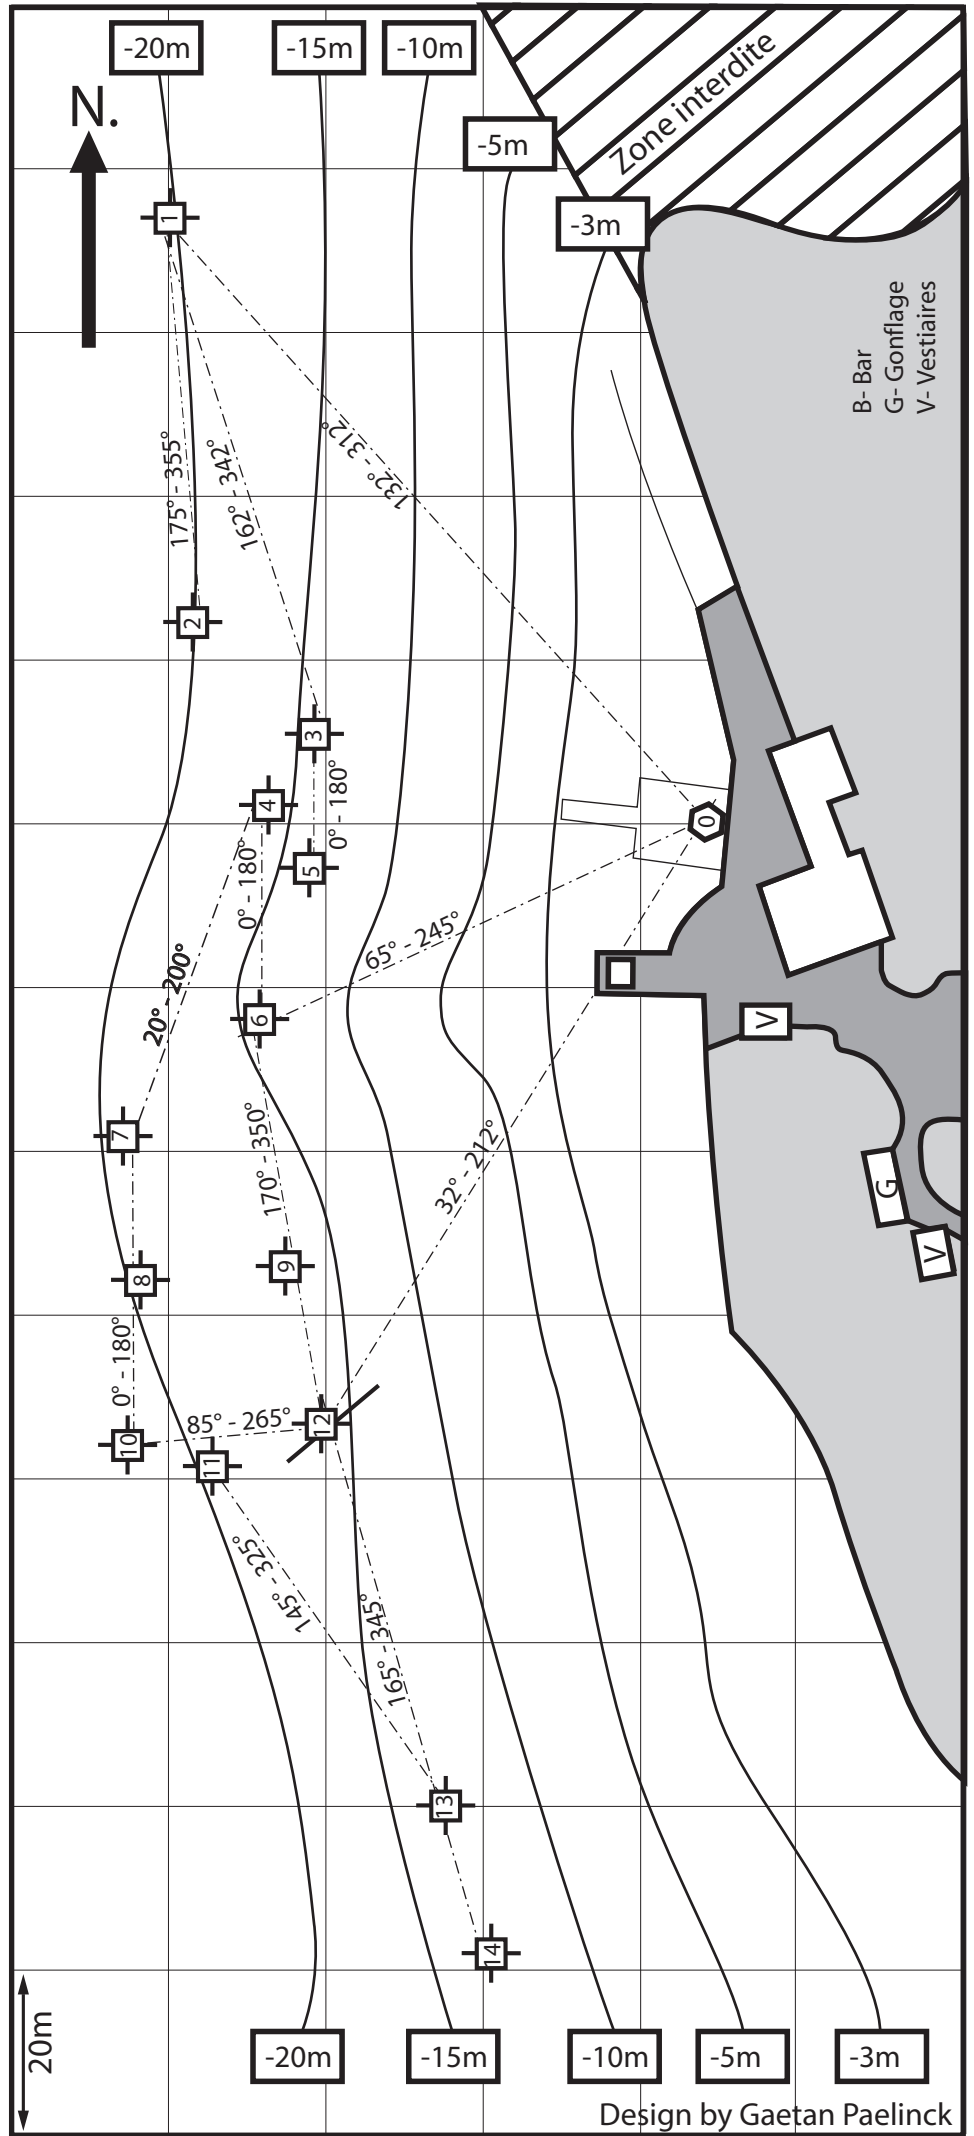 -20m
-15m
-10m
-5m
-3m
Zone interdite
N.
B- Bar
G- Gonflage
V- Vestiaires
1
175° - 355°
162° - 342°
132° - 312°
2
3
4
0° - 180°
0° - 180°
5
0
20° - 200°
65° - 245°
6
V
7
170° - 350°
32° - 212°
G
V
8
9
0° - 180°
85° - 265°
10
11
12
145° - 325°
165° - 345°
13
14
20m
-20m
-15m
-10m
-5m
-3m
Design by Gaetan Paelinck